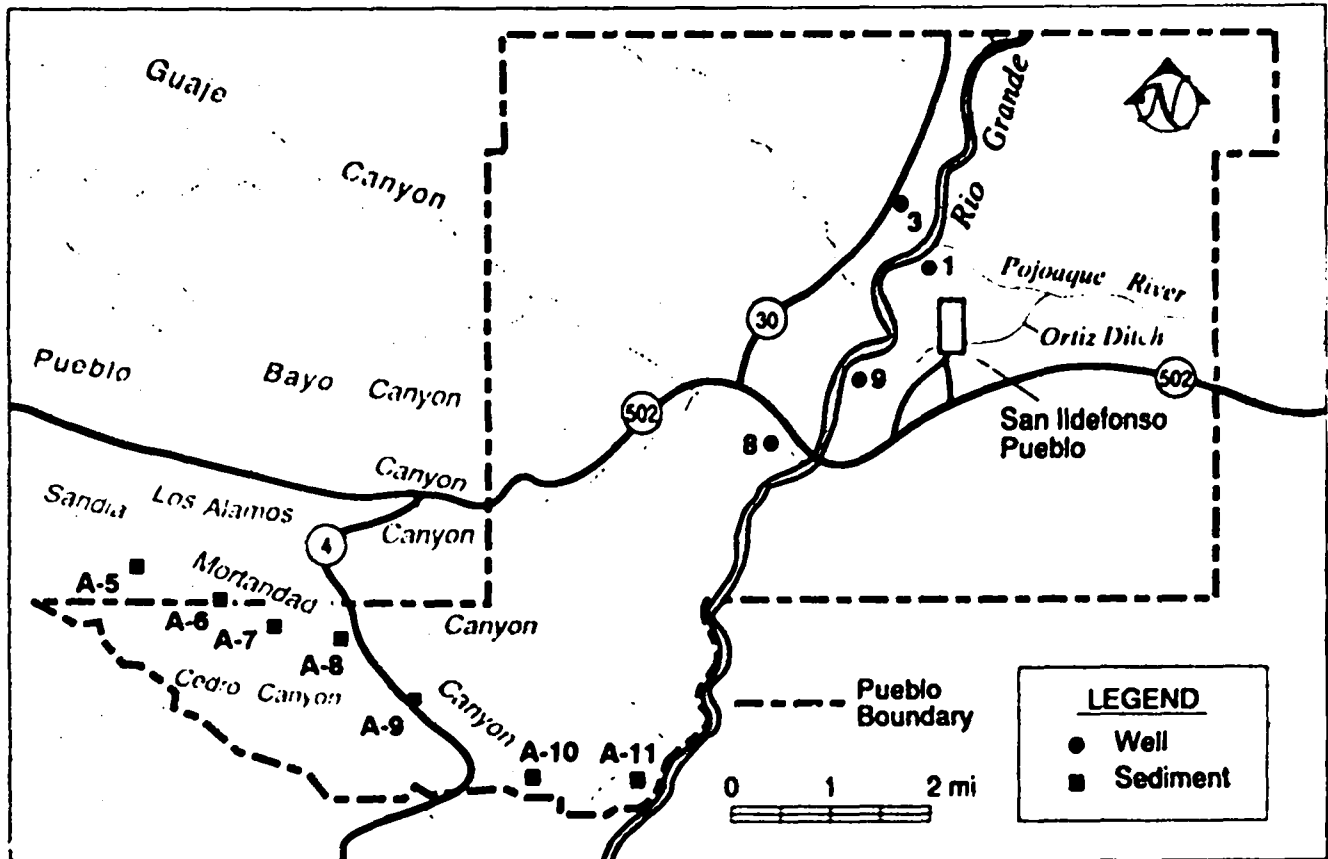 Guaje
Canyon
N
Rio
Grande
3
1
Pojoaque River
30
Ortiz Ditch
Pueblo
Bayo Canyon
502
9
502
San Ildefonso
Pueblo
8
Canyon
Sandia
Los Alamos
Canyon
4
A-5
Mortandad
A-6
A-7
A-8
Canyon
Cedro Canyon
A-9
Canyon
A-10
A-11
Pueblo
Boundary
0 1 2 mi
LEGEND
Well
Sediment